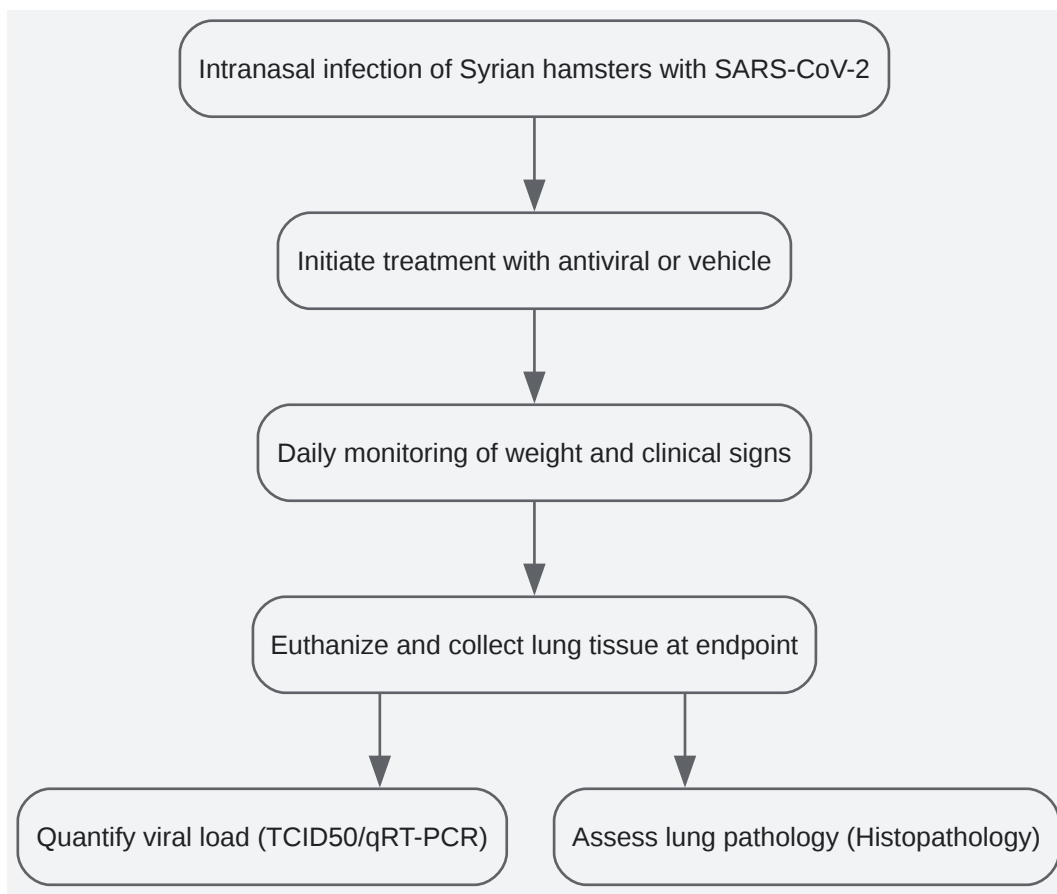 Intranasal infection of Syrian hamsters with SARS-CoV-2
Initiate treatment with antiviral or vehicle
Daily monitoring of weight and clinical signs
Euthanize and collect lung tissue at endpoint
Quantify viral load (TCID50/qRT-PCR)
Assess lung pathology (Histopathology)